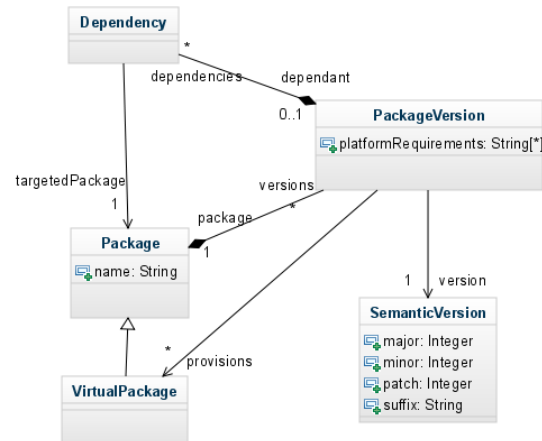 Dependency
*
dependencies
dependant
0..1
PackageVersion
platformRequirements: String[*]
targetedPackage
1
versions
*
package
1
Package
name: String
1
version
SemanticVersion
major: Integer
minor: Integer
patch: Integer
suffix: String
*
provisions
VirtualPackage